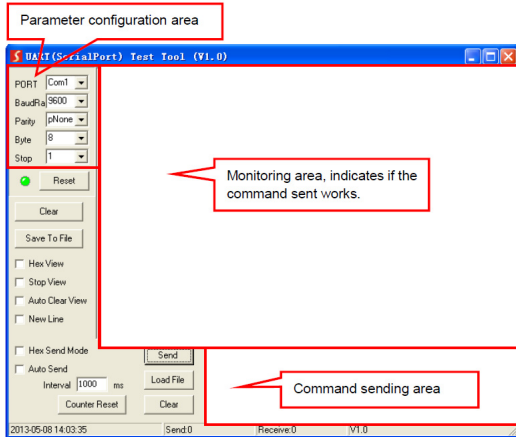 Parameter configuration area
UART(SerialPort) Test Tool (V1.0)
PORT Com1
BaudRa 9600
Parity pNone
Byte 8
Stop 1
Reset
Monitoring area, indicates if the
command sent works.
Clear
Save To File
Hex View
Stop View
Auto Clear View
New Line
Hex Send Mode
Send
Auto Send
Interval 1000 ms
Load File
Command sending area
Counter Reset
Clear
2013-05-08 14:03:35 Send:0 Receive:0 V1.0